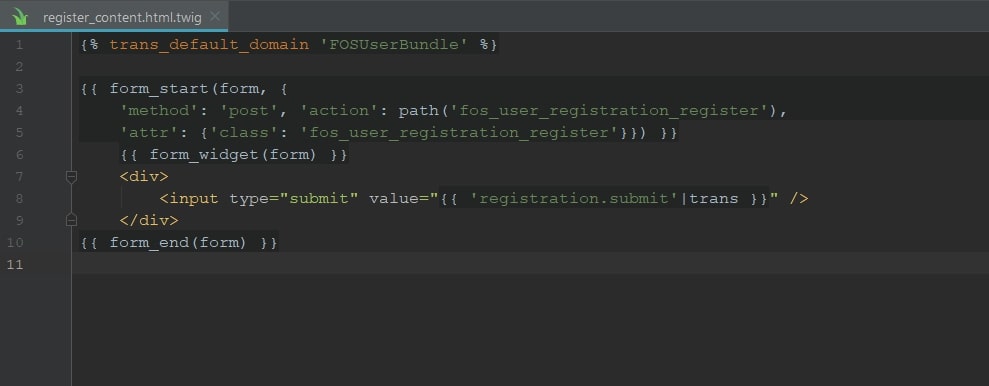 register_content.html.twig
1 {% trans_default_domain 'FOSUserBundle' %}
2
3 {{ form_start(form, {
4     'method': 'post', 'action': path('fos_user_registration_register'),
5     'attr': {'class': 'fos_user_registration_register'}}) }}
6     {{ form_widget(form) }}
7     <div>
8         <input type="submit" value="{{ 'registration.submit'|trans }}" />
9     </div>
10 {{ form_end(form) }}
11